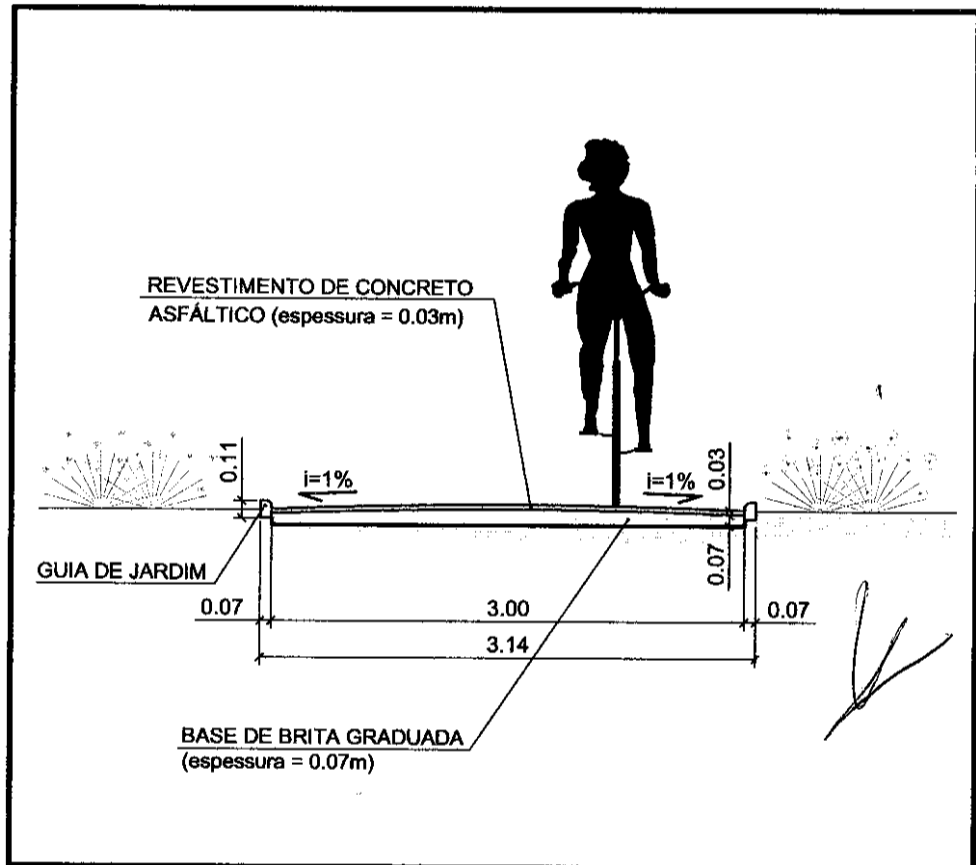 REVESTIMENTO DE CONCRETO
ASFÁLTICO (espessura = 0.03m)
0.11
i=1%
i=1%
0.03
0.07
GUIA DE JARDIM
0.07
3.00
0.07
3.14
BASE DE BRITA GRADUADA
(espessura = 0.07m)